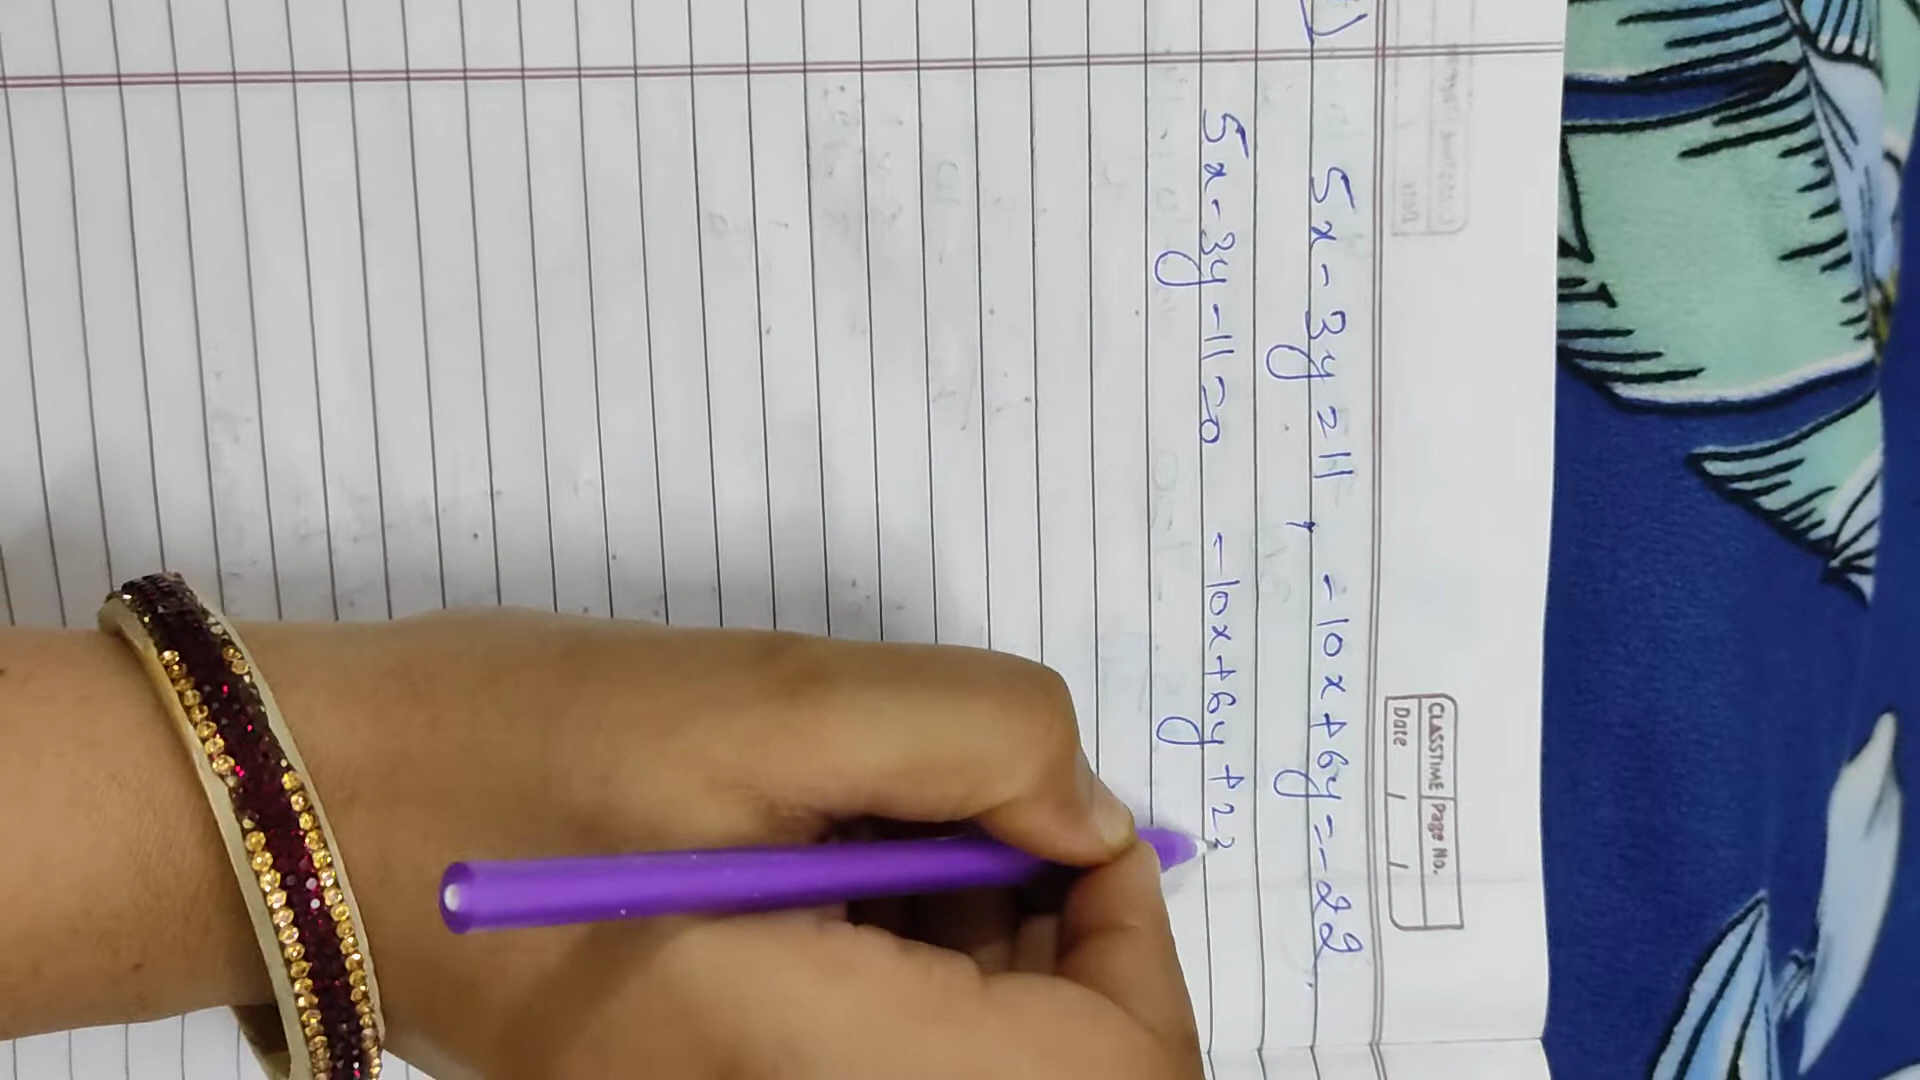 CLASSTIME Page No.
Date / /
5x - 3y = 11 , - 10x + 6y = - 22
5x - 3y - 11 = 0 - 10x + 6y + 22